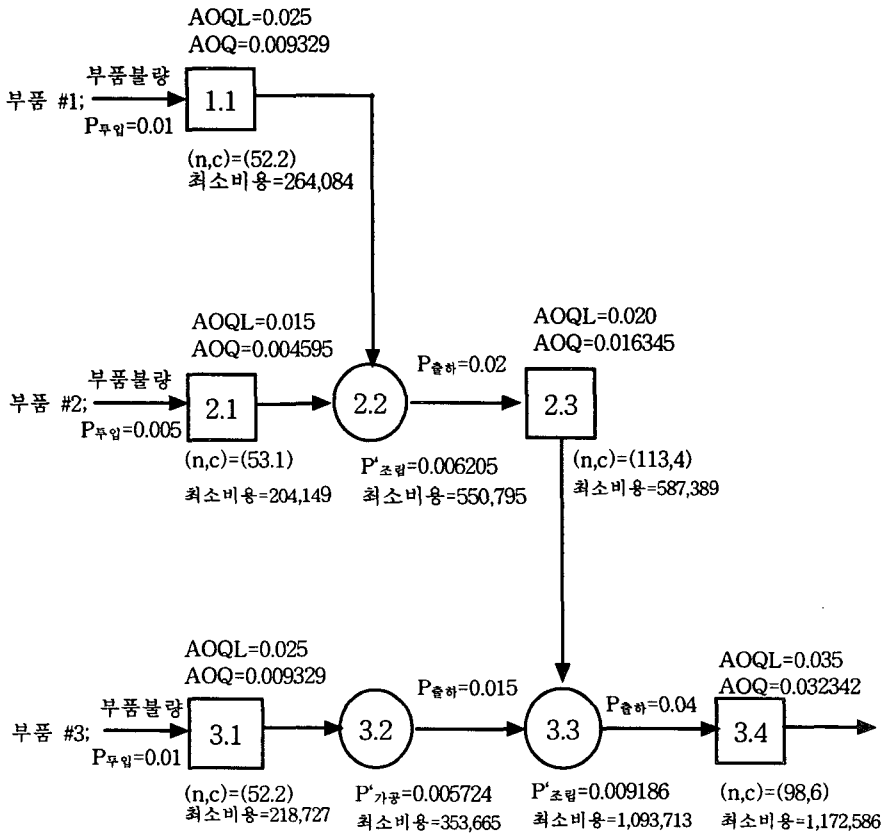 AOQL=0.025
AOQ=0.009329
부품불량
부품 #1;
P투입=0.01
1.1
(n,c)=(52.2)
최소비용=264,084
AOQL=0.015
AOQ=0.004595
부품불량
부품 #2;
P투입=0.005
2.1
(n,c)=(53.1)
최소비용=204,149
2.2
P‘조립=0.006205
최소비용=550,795
P출하=0.02
AOQL=0.020
AOQ=0.016345
2.3
(n,c)=(113,4)
최소비용=587,389
AOQL=0.025
AOQ=0.009329
부품불량
부품 #3;
P투입=0.01
3.1
(n,c)=(52.2)
최소비용=218,727
3.2
P‘가공=0.005724
최소비용=353,665
P출하=0.015
3.3
P‘조립=0.009186
최소비용=1,093,713
P출하=0.04
AOQL=0.035
AOQ=0.032342
3.4
(n,c)=(98,6)
최소비용=1,172,586